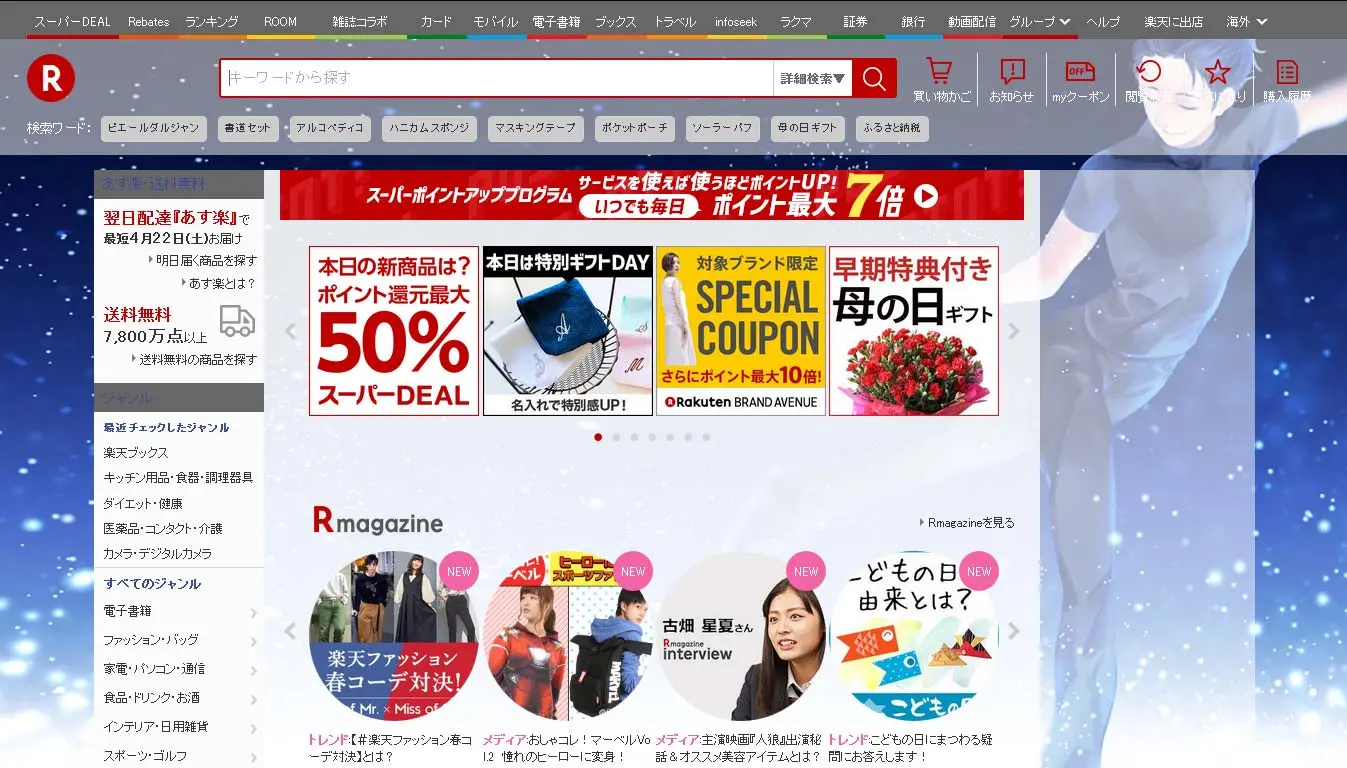 スーパーDEAL Rebates ランキング ROOM 雑誌コラボ カード モバイル 電子書籍 ブックス トラベル infoseek ラクマ 証券 銀行 動画配信 グループ ヘルプ 楽天に出店 海外
R
キーワードから探す 詳細検索▼
買い物かご お知らせ myクーポン 購入履歴
検索ワード: ピエールダルジャン 書道セット アルコペディコ ハニカムスポンジ マスキングテープ ポケットポーチ ソーラーパフ 母の日ギフト ふるさと納税
あす楽・送料無料
翌日配達『あす楽』で
最短4月22日(土)お届け
明日届く商品を探す
あす楽とは?
送料無料
7,800万点以上
送料無料の商品を探す
ジャンル
最近チェックしたジャンル
楽天ブックス
キッチン用品・食器・調理器具
ダイエット・健康
医薬品・コンタクト・介護
カメラ・デジタルカメラ
すべてのジャンル
電子書籍
ファッション・バッグ
家電・パソコン・通信
食品・ドリンク・お酒
インテリア・日用雑貨
スポーツ・ゴルフ
スーパーポイントアッププログラム サービスを使えば使うほどポイントUP!
いつでも毎日 ポイント最大7倍
本日の新商品は?
ポイント還元最大
50%
スーパーDEAL
本日は特別ギフトDAY
A
S
M
名入れで特別感UP!
対象ブランド限定
SPECIAL
COUPON
さらにポイント最大10倍!
Rakuten BRAND AVENUE
早期特典付き
母の日ギフト
R magazine
Rmagazineを見る
NEW
楽天ファッション
春コーデ対決!
of Mr. × Miss of
トレンド:【#楽天ファッション春コ
ーデ対決】とは?
NEW
ヒーローに
スポーツファ
MARVEL
メディア:おしゃコレ!マーベルVo
l.2 憧れのヒーローに変身!
NEW
古畑 星夏さん
Rmagazine
interview
メディア:主演映画『人狼』出演秘
話&オススメ美容アイテムとは?
NEW
こどもの日
由来とは?
こどもの日
トレンド:こどもの日にまつわる疑
問にお答えします!